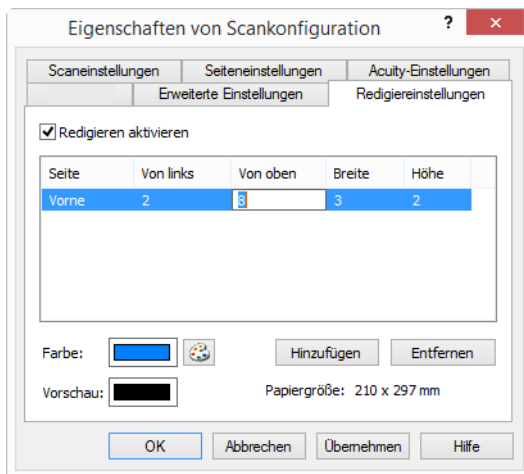 Eigenschaften von Scankonfiguration ? ×
Scaneinstellungen Seiteneinstellungen Acuity-Einstellungen
Erweiterte Einstellungen Redigiereinstellungen
Redigieren aktivieren
Seite Von links Von oben Breite Höhe
Vorne 2 8 3 2
Farbe: Hinzufügen Entfernen
Vorschau: Papiergröße: 210 x 297 mm
OK Abbrechen Übernehmen Hilfe